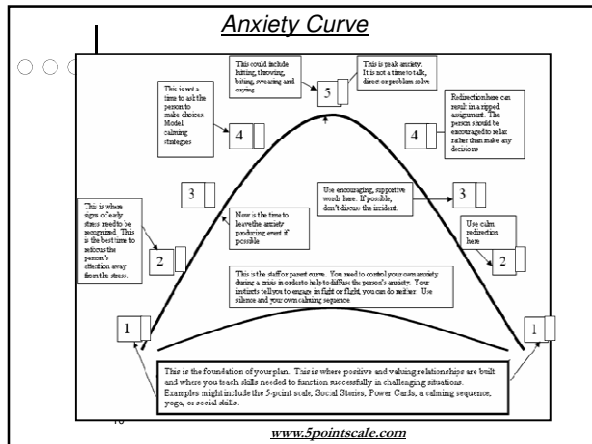 Anxiety Curve
This could include
hitting, throwing,
biting, swearing and
crying
This is peak anxiety.
It is not a time to talk,
direct or problem solve
5
This is not a
time to ask the
person to
make choices
Model
calming
strategies
4
4
Redirection here can
result in a ripped
assignment. The
person should be
encouraged to relax
rather than make any
decisions
3
Use encouraging, supportive
words here. If possible,
don't discuss the incident.
3
This is where
signs of early
stress need to be
recognized. This
is the best time to
refocus the
person's
attention away
from the stress.
Now is the time to
leave the anxiety
producing event if
possible
Use calm
redirection
here
2
2
This is the staff or parent curve. You need to control your own anxiety
during a crisis in order to help to diffuse the person's anxiety. Your
instincts tell you to engage in fight or flight, you can do neither. Use
silence and your own calming sequence.
1
1
This is the foundation of your plan. This is where positive and valuing relationships are built
and where you teach skills needed to function successfully in challenging situations.
Examples might include the 5-point scale, Social Stories, Power Cards, a calming sequence,
yoga, or social skills.
www.5pointscale.com